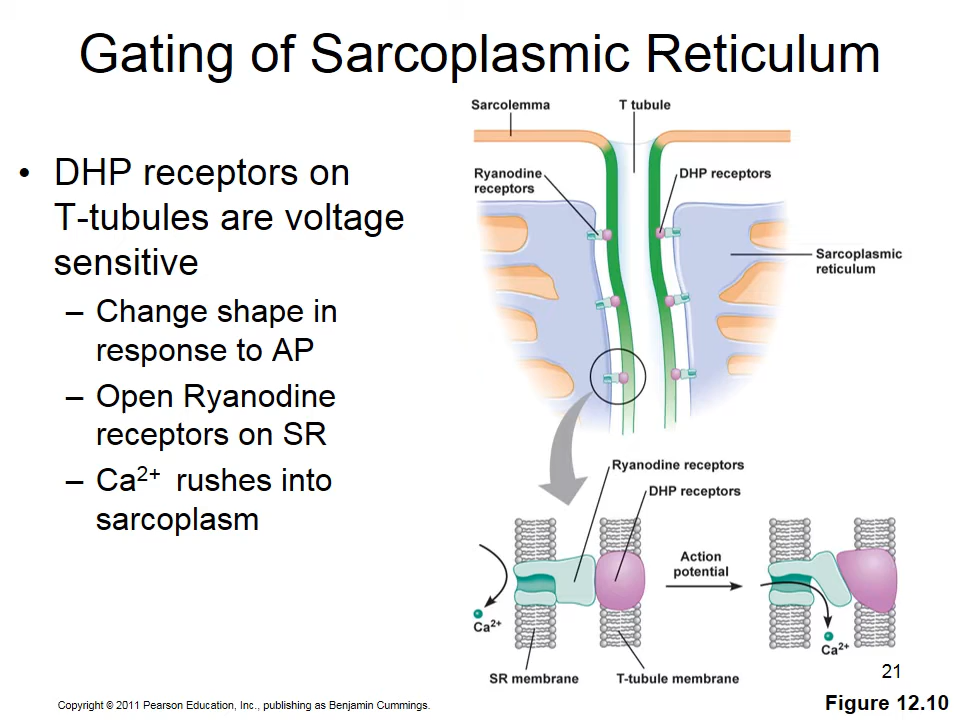 Gating of Sarcoplasmic Reticulum
• DHP receptors on
T-tubules are voltage
sensitive
– Change shape in
response to AP
– Open Ryanodine
receptors on SR
– Ca²⁺ rushes into
sarcoplasm
Sarcolemma
T tubule
Ryanodine
receptors
DHP receptors
Sarcoplasmic
reticulum
Ryanodine receptors
DHP receptors
Action
potential
Ca²⁺
Ca²⁺
SR membrane
T-tubule membrane
21
Copyright © 2011 Pearson Education, Inc., publishing as Benjamin Cummings.
Figure 12.10